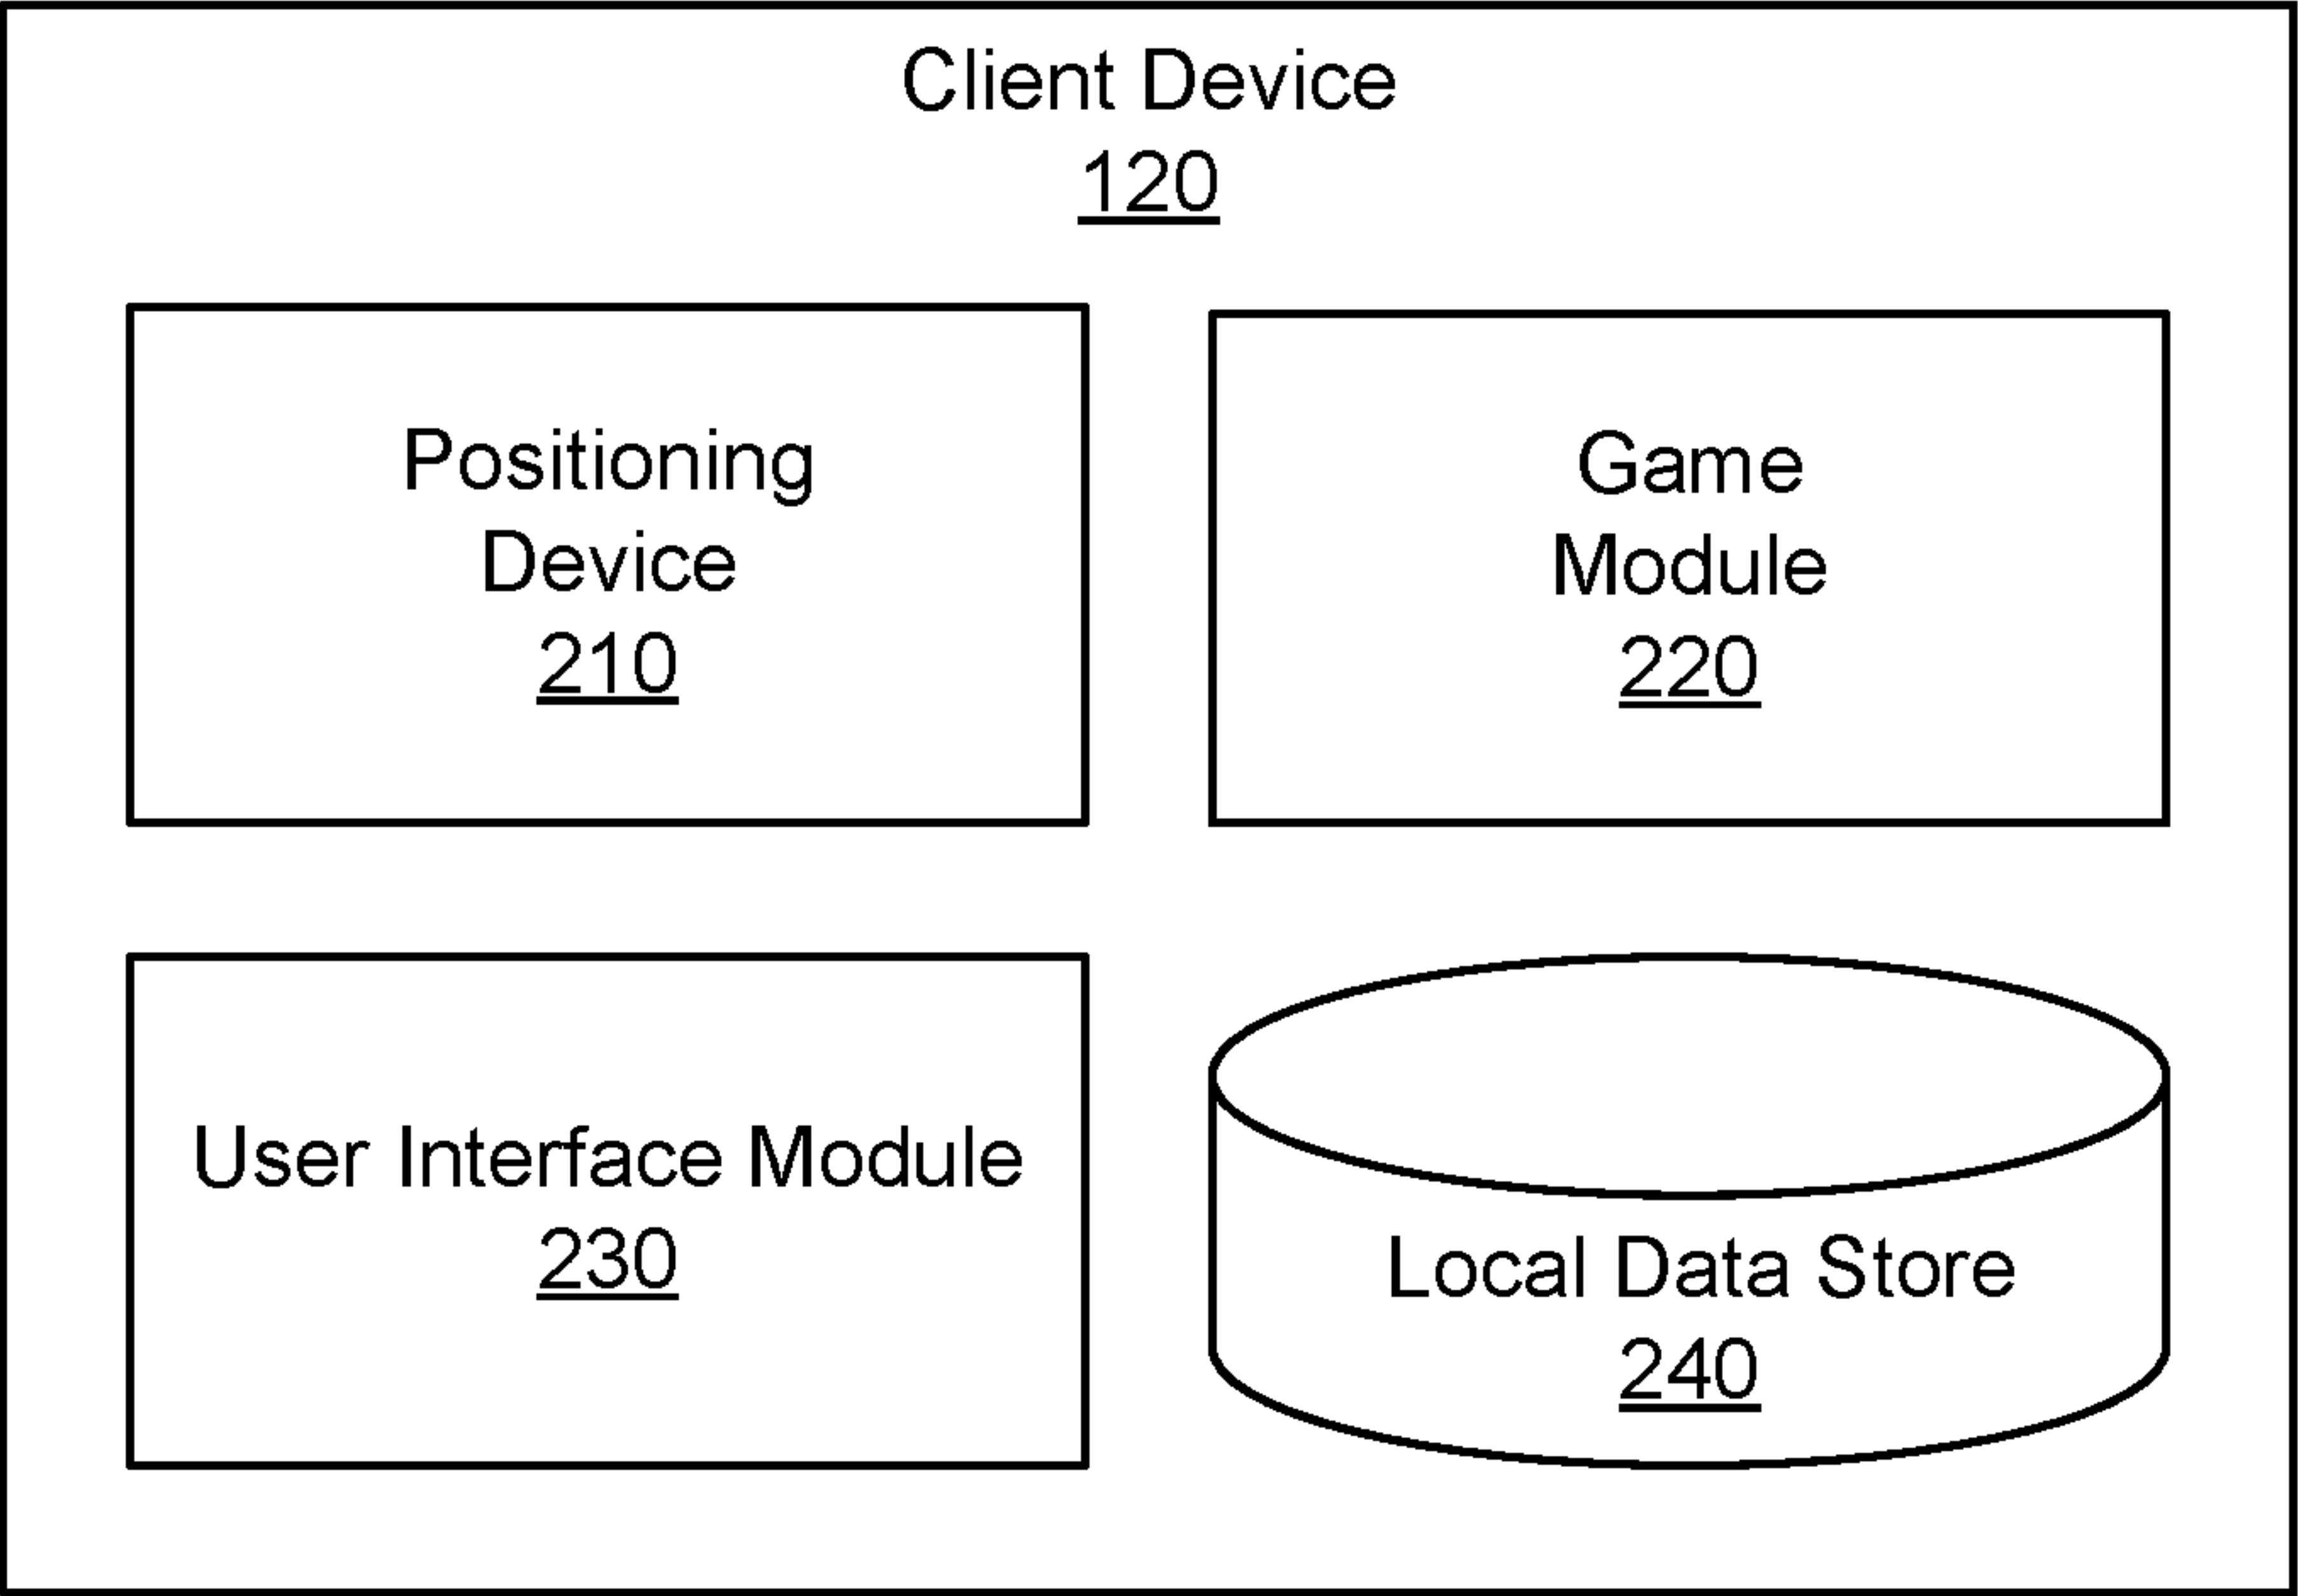 Client Device
120
Positioning
Device
210
Game
Module
220
User Interface Module
230
Local Data Store
240